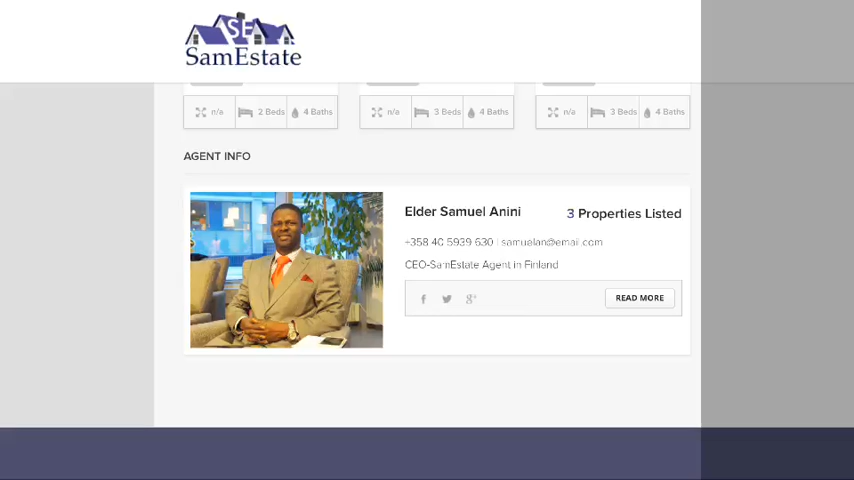 SE
SamEstate
n/a 2 Beds 4 Baths n/a 3 Beds 4 Baths n/a 3 Beds 4 Baths
AGENT INFO
Elder Samuel Anini 3 Properties Listed
+358 40 5939 630 | samualan@email.com
CEO-SamEstate Agent in Finland
f g+ READ MORE